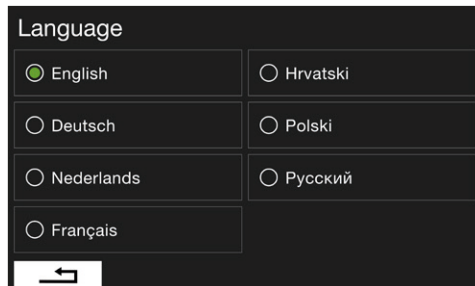 Language
English
Hrvatski
Deutsch
Polski
Nederlands
Русский
Français